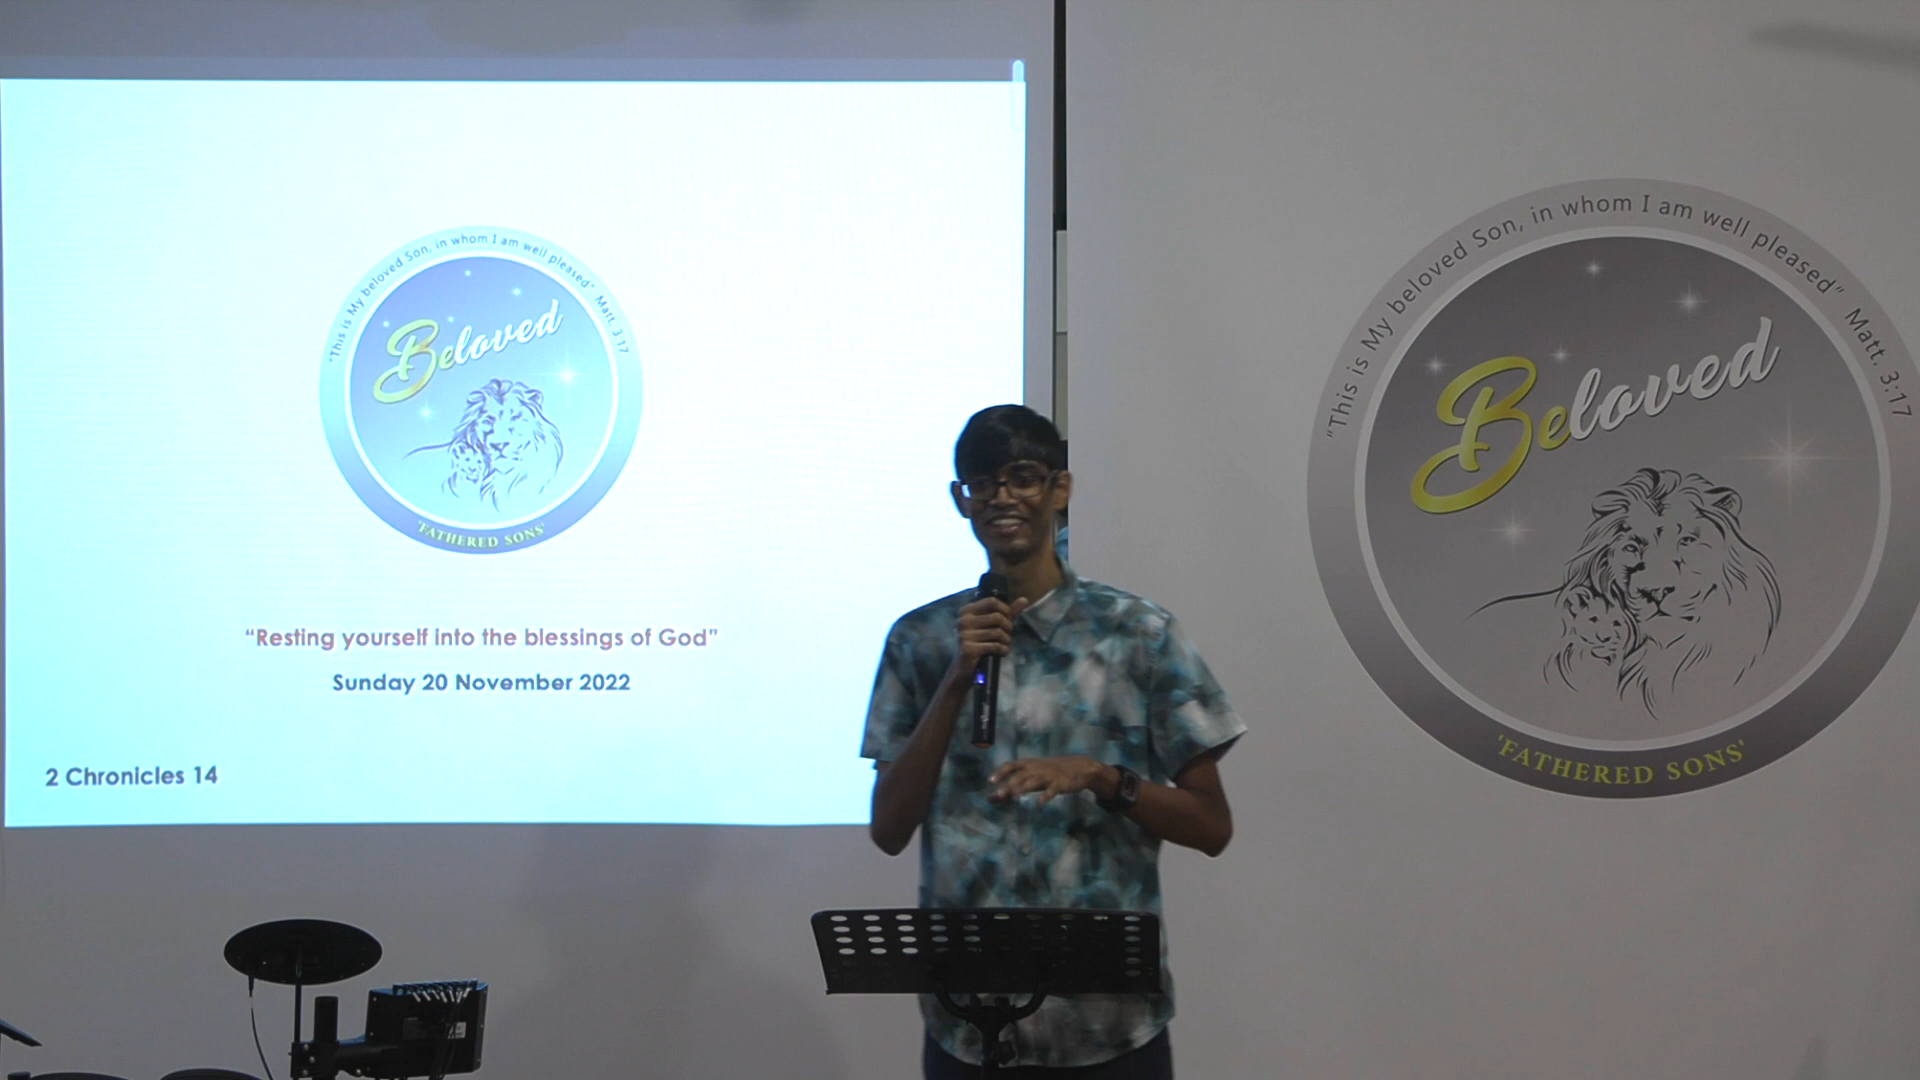 "This is My beloved Son, in whom I am well pleased" Matt. 3:17
Beloved
'FATHERED SONS'
"Resting yourself into the blessings of God"
Sunday 20 November 2022
2 Chronicles 14
"This is My beloved Son, in whom I am well pleased" Matt. 3:17
Beloved
'FATHERED SONS'